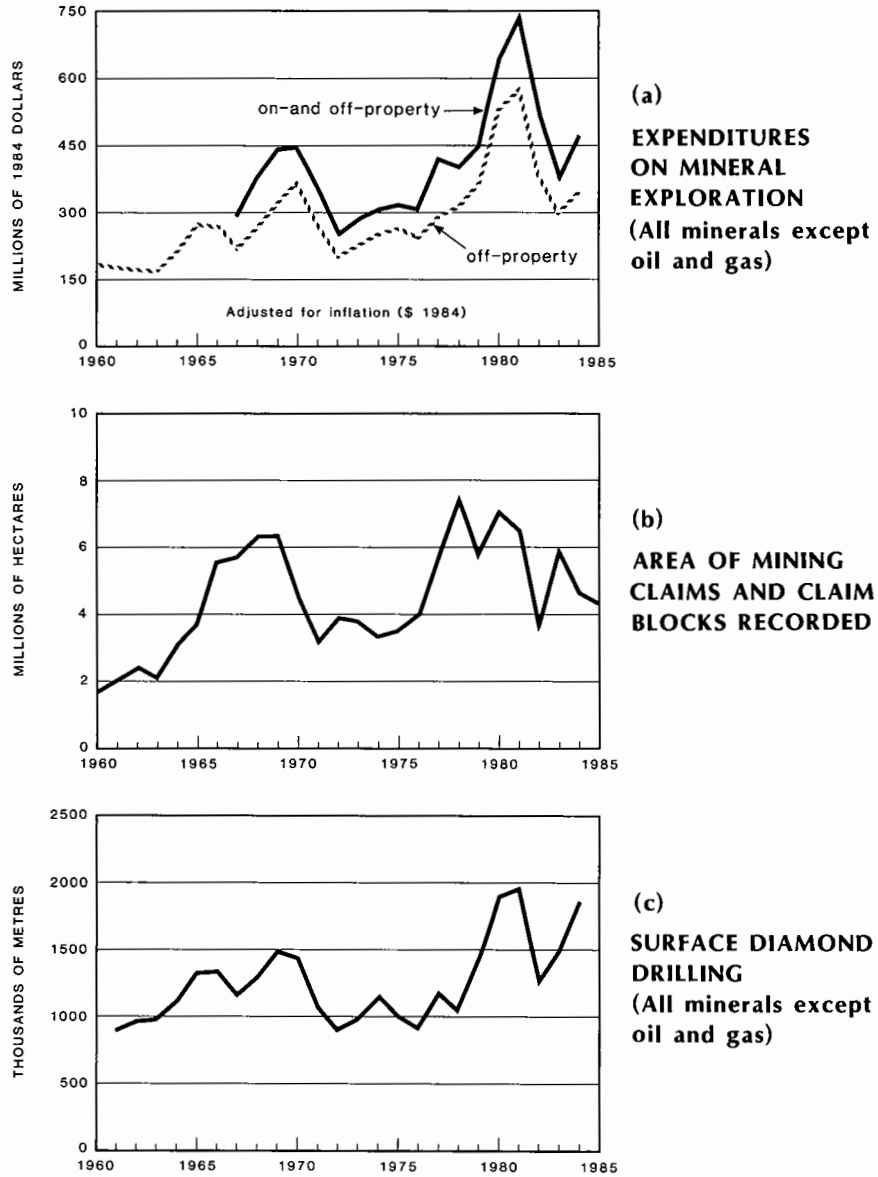 MILLIONS OF 1984 DOLLARS
750
600
450
300
150
0
on-and off-property
off-property
Adjusted for inflation ($ 1984)
1960 1965 1970 1975 1980 1985
(a)
EXPENDITURES
ON MINERAL
EXPLORATION
(All minerals except
oil and gas)
MILLIONS OF HECTARES
10
8
6
4
2
0
1960 1965 1970 1975 1980 1985
(b)
AREA OF MINING
CLAIMS AND CLAIM
BLOCKS RECORDED
THOUSANDS OF METRES
2500
2000
1500
1000
500
0
1960 1965 1970 1975 1980 1985
(c)
SURFACE DIAMOND
DRILLING
(All minerals except
oil and gas)